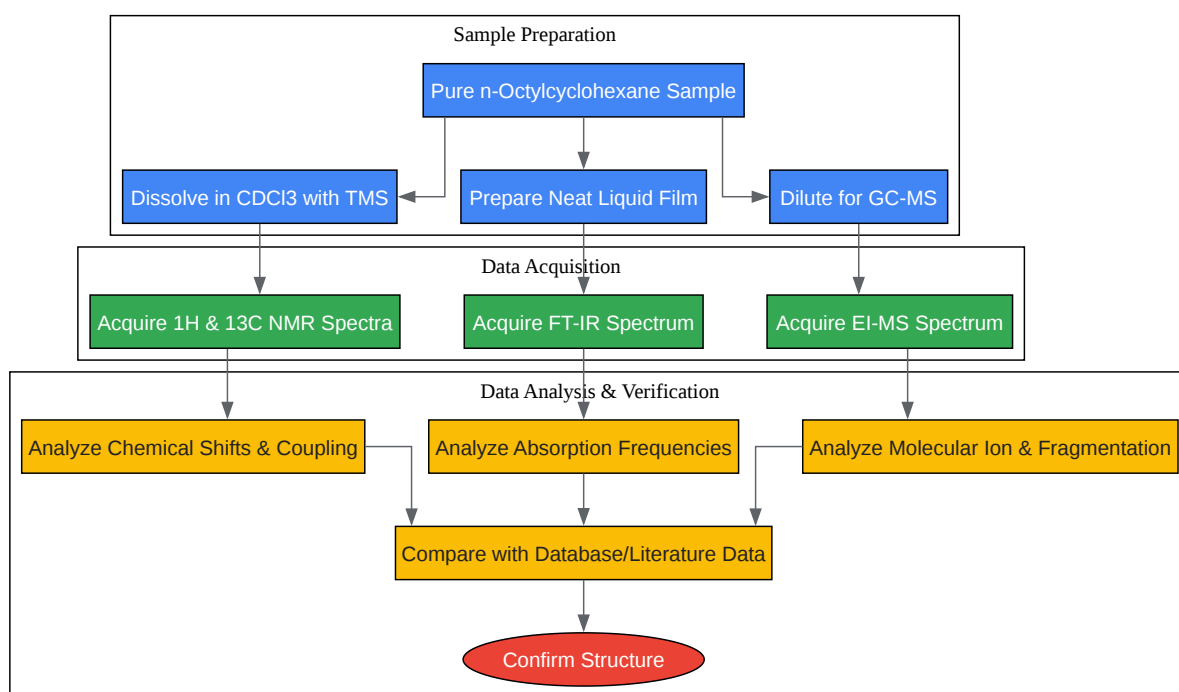 Sample Preparation
Pure n-Octylcyclohexane Sample
Dissolve in CDCl3 with TMS
Prepare Neat Liquid Film
Dilute for GC-MS
Data Acquisition
Acquire 1H & 13C NMR Spectra
Acquire FT-IR Spectrum
Acquire EI-MS Spectrum
Data Analysis & Verification
Analyze Chemical Shifts & Coupling
Analyze Absorption Frequencies
Analyze Molecular Ion & Fragmentation
Compare with Database/Literature Data
Confirm Structure